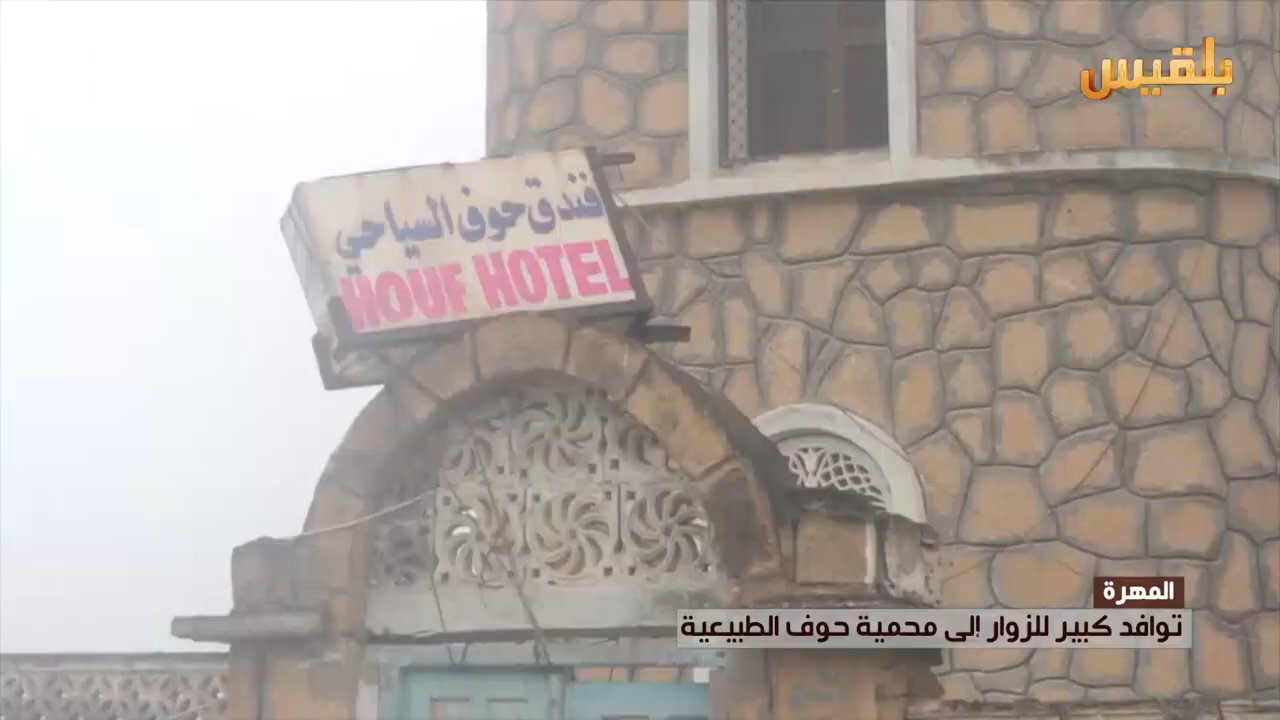 بلقيس
فندق حوف السياحي
HOUF HOTEL
المهرة
توافد كبير للزوار إلى محمية حوف الطبيعية